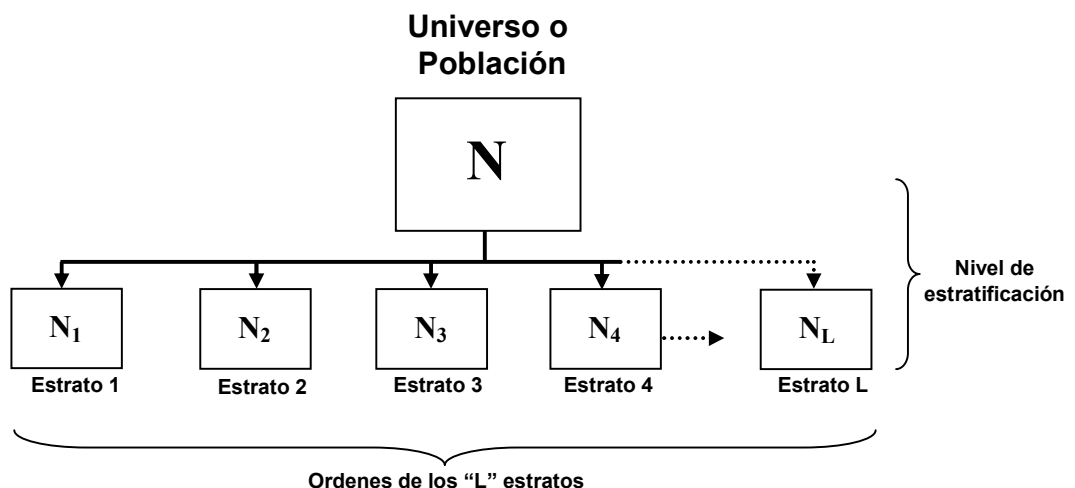 Universo o
Población
N
Nivel de
estratificación
N₁
N₂
N₃
N₄
N_L
Estrato 1
Estrato 2
Estrato 3
Estrato 4
Estrato L
Ordenes de los “L” estratos